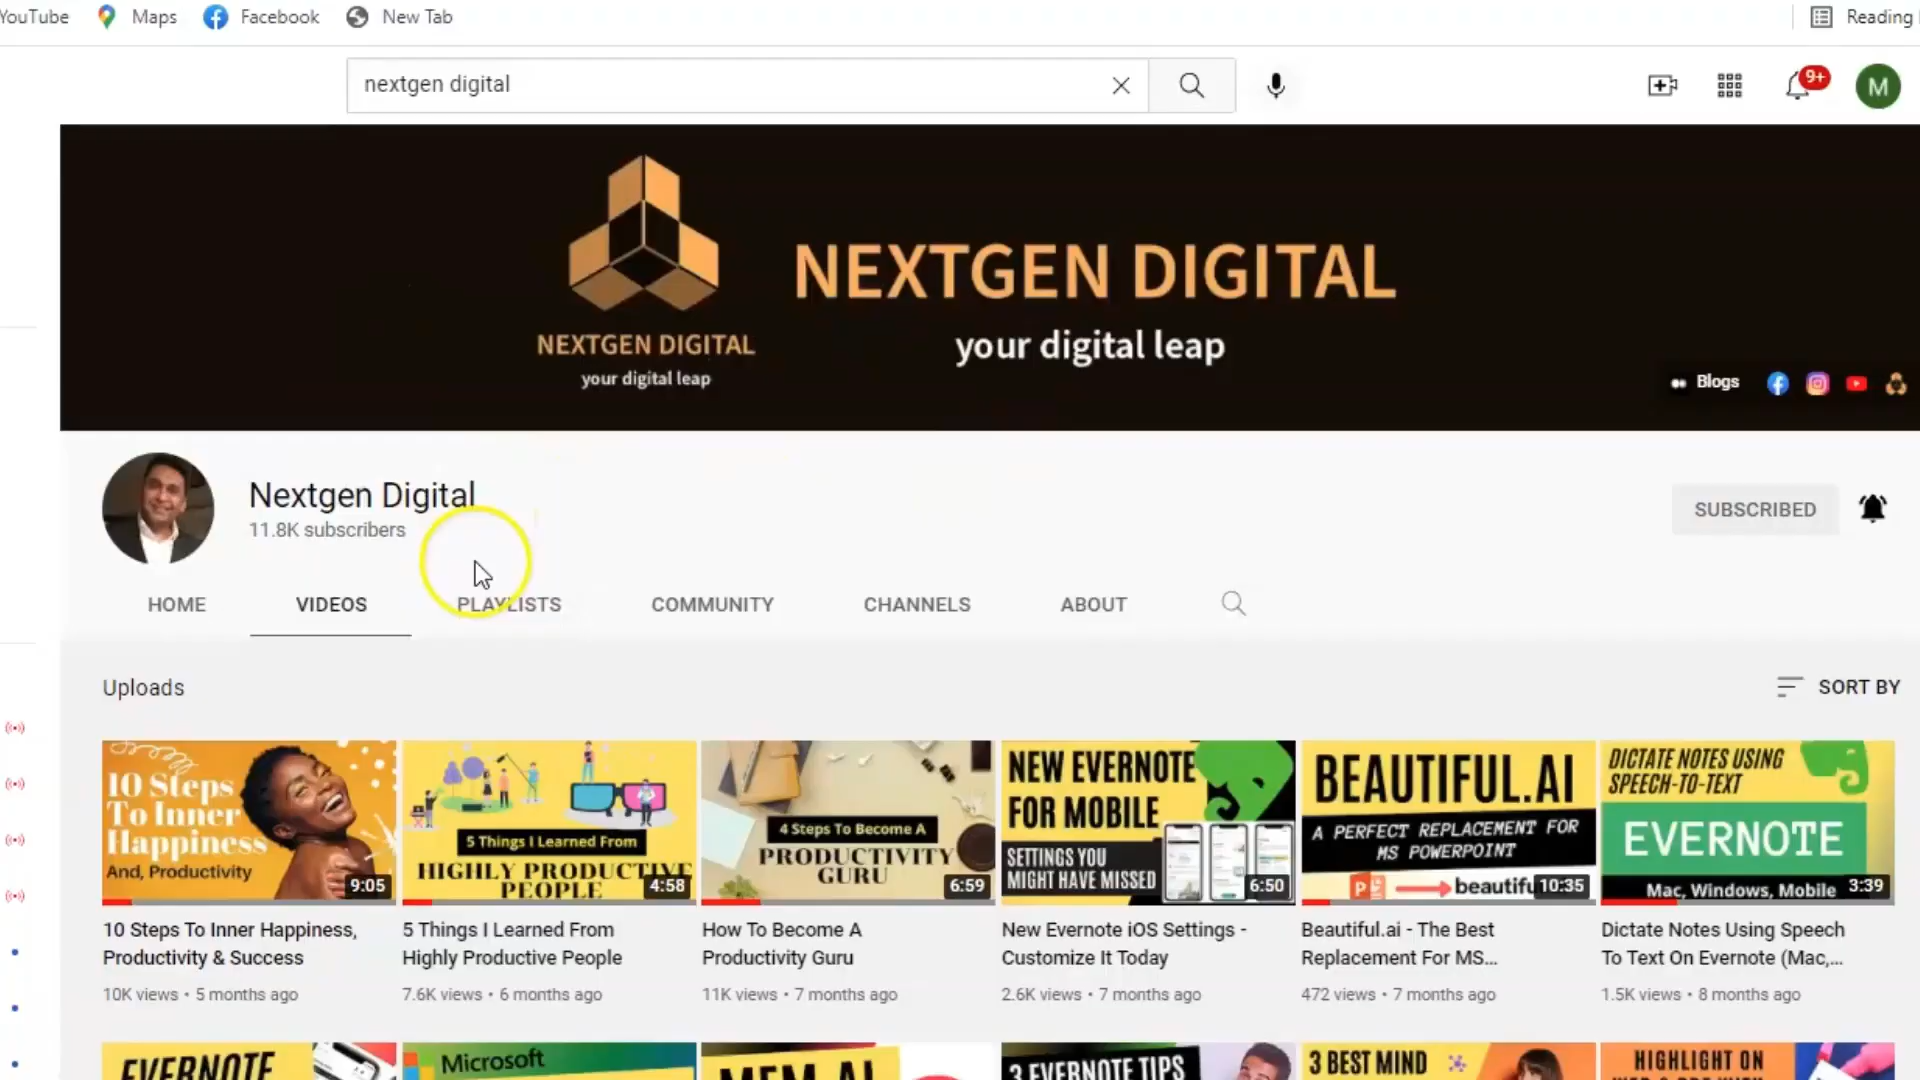 YouTube Maps Facebook New Tab Reading
nextgen digital
9+
M
NEXTGEN DIGITAL
your digital leap
NEXTGEN DIGITAL
your digital leap
Blogs
Nextgen Digital
11.8K subscribers
SUBSCRIBED
HOME VIDEOS PLAYLISTS COMMUNITY CHANNELS ABOUT
Uploads
SORT BY
10 Steps
To Inner
Happiness
And, Productivity
9:05
5 Things I Learned From
HIGHLY PRODUCTIVE
PEOPLE
4:58
4 Steps To Become A
PRODUCTIVITY
GURU
6:59
NEW EVERNOTE
FOR MOBILE
SETTINGS YOU
MIGHT HAVE MISSED
6:50
BEAUTIFUL.AI
A PERFECT REPLACEMENT FOR
MS POWERPOINT
beautifu
10:35
DICTATE NOTES USING
SPEECH-TO-TEXT
EVERNOTE
Mac, Windows, Mobile
3:39
10 Steps To Inner Happiness,
Productivity & Success
10K views • 5 months ago
5 Things I Learned From
Highly Productive People
7.6K views • 6 months ago
How To Become A
Productivity Guru
11K views • 7 months ago
New Evernote iOS Settings -
Customize It Today
2.6K views • 7 months ago
Beautiful.ai - The Best
Replacement For MS...
472 views • 7 months ago
Dictate Notes Using Speech
To Text On Evernote (Mac,...
1.5K views • 8 months ago
EVERNOTE
Microsoft
MEM.AI
3 EVERNOTE TIPS
3 BEST MIND
HIGHLIGHT ON